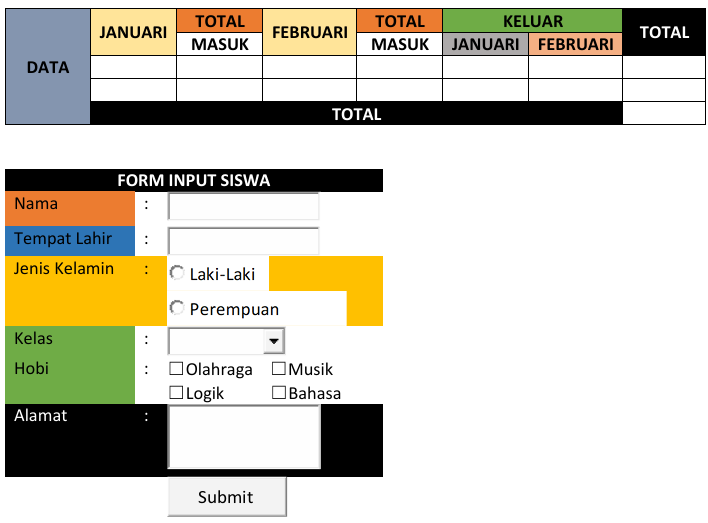 DATA JANUARI TOTAL FEBRUARI TOTAL KELUAR TOTAL
MASUK MASUK JANUARI FEBRUARI
TOTAL
FORM INPUT SISWA
Nama :
Tempat Lahir :
Jenis Kelamin : Laki-Laki
Perempuan
Kelas :
Hobi : Olahraga Musik
Logik Bahasa
Alamat :
Submit